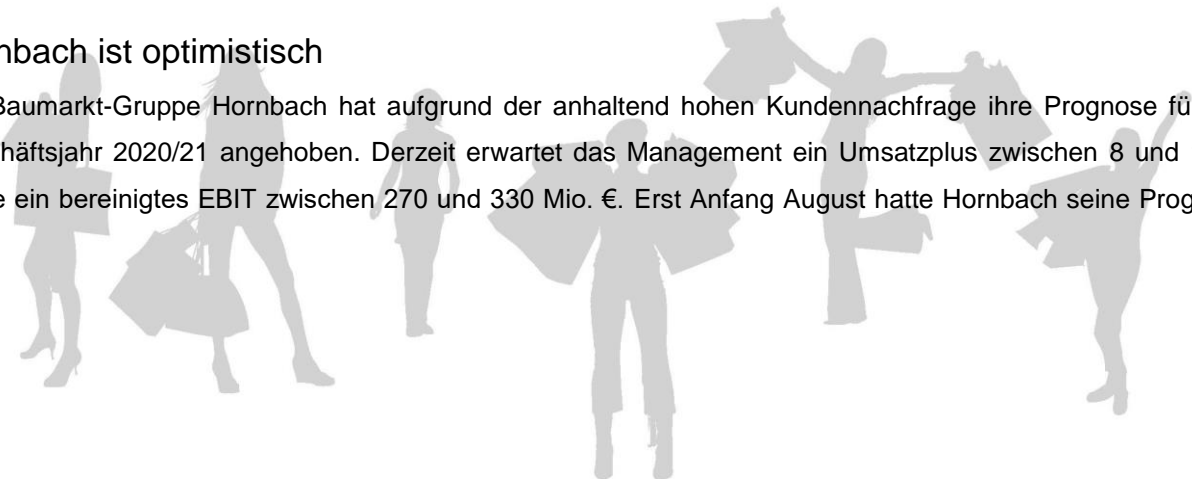 nbach ist optimistisch
Baumarkt-Gruppe Hornbach hat aufgrund der anhaltend hohen Kundennachfrage ihre Prognose fü
häftsjahr 2020/21 angehoben. Derzeit erwartet das Management ein Umsatzplus zwischen 8 und
e ein bereinigtes EBIT zwischen 270 und 330 Mio. €. Erst Anfang August hatte Hornbach seine Prog